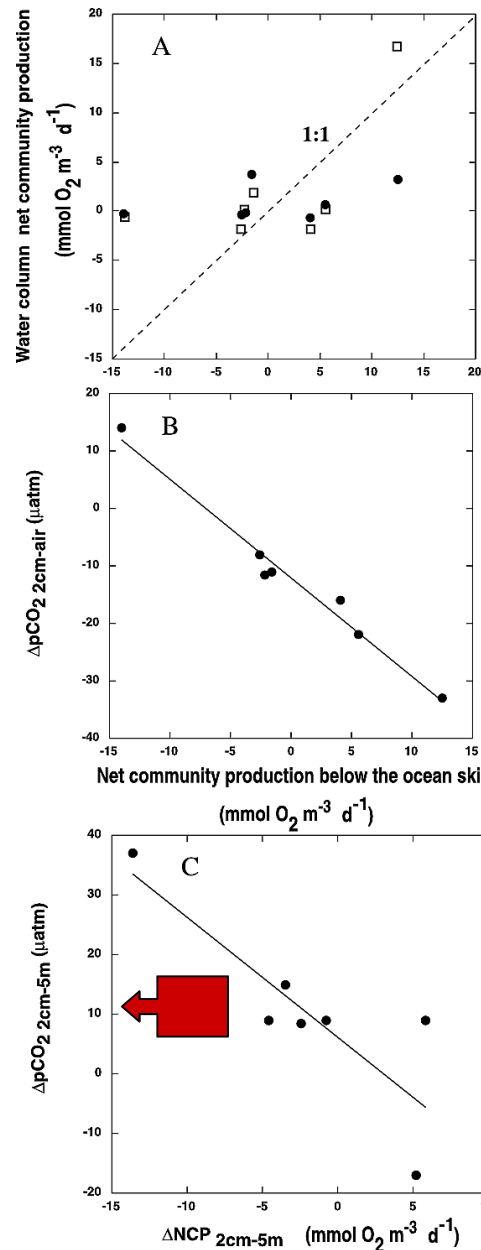 A
Water column net community production
(mmol O2 m-3 d-1)
20
15
10
5
0
-5
-10
-15
1:1
-15 -10 -5 0 5 10 15 20
B
ΔpCO2 2cm-air (µatm)
20
10
0
-10
-20
-30
-40
-15 -10 -5 0 5 10 15
Net community production below the ocean ski
(mmol O2 m-3 d-1)
C
ΔpCO2 2cm-5m (µatm)
40
30
20
10
0
-10
-20
-15 -10 -5 0 5
ΔNCP 2cm-5m (mmol O2 m-3 d-1)